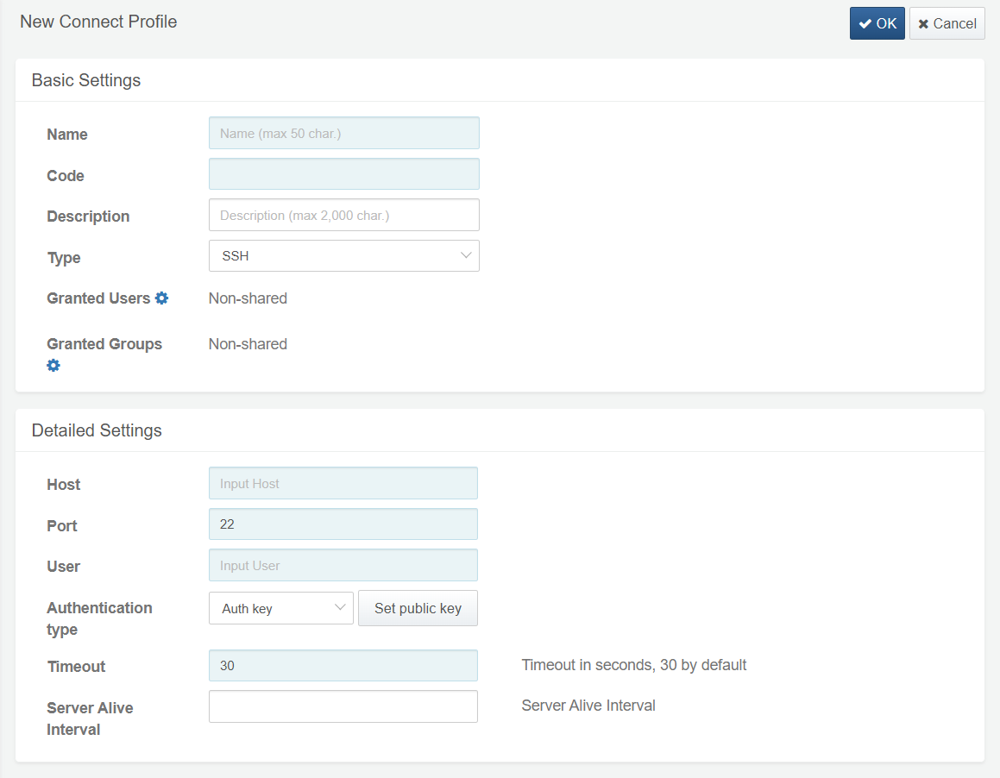 New Connect Profile
OK
Cancel
Basic Settings
Name
Name (max 50 char.)
Code
Description
Description (max 2,000 char.)
Type
SSH
Granted Users
Non-shared
Granted Groups
Non-shared
Detailed Settings
Host
Input Host
Port
22
User
Input User
Authentication
type
Auth key
Set public key
Timeout
30
Timeout in seconds, 30 by default
Server Alive
Interval
Server Alive Interval